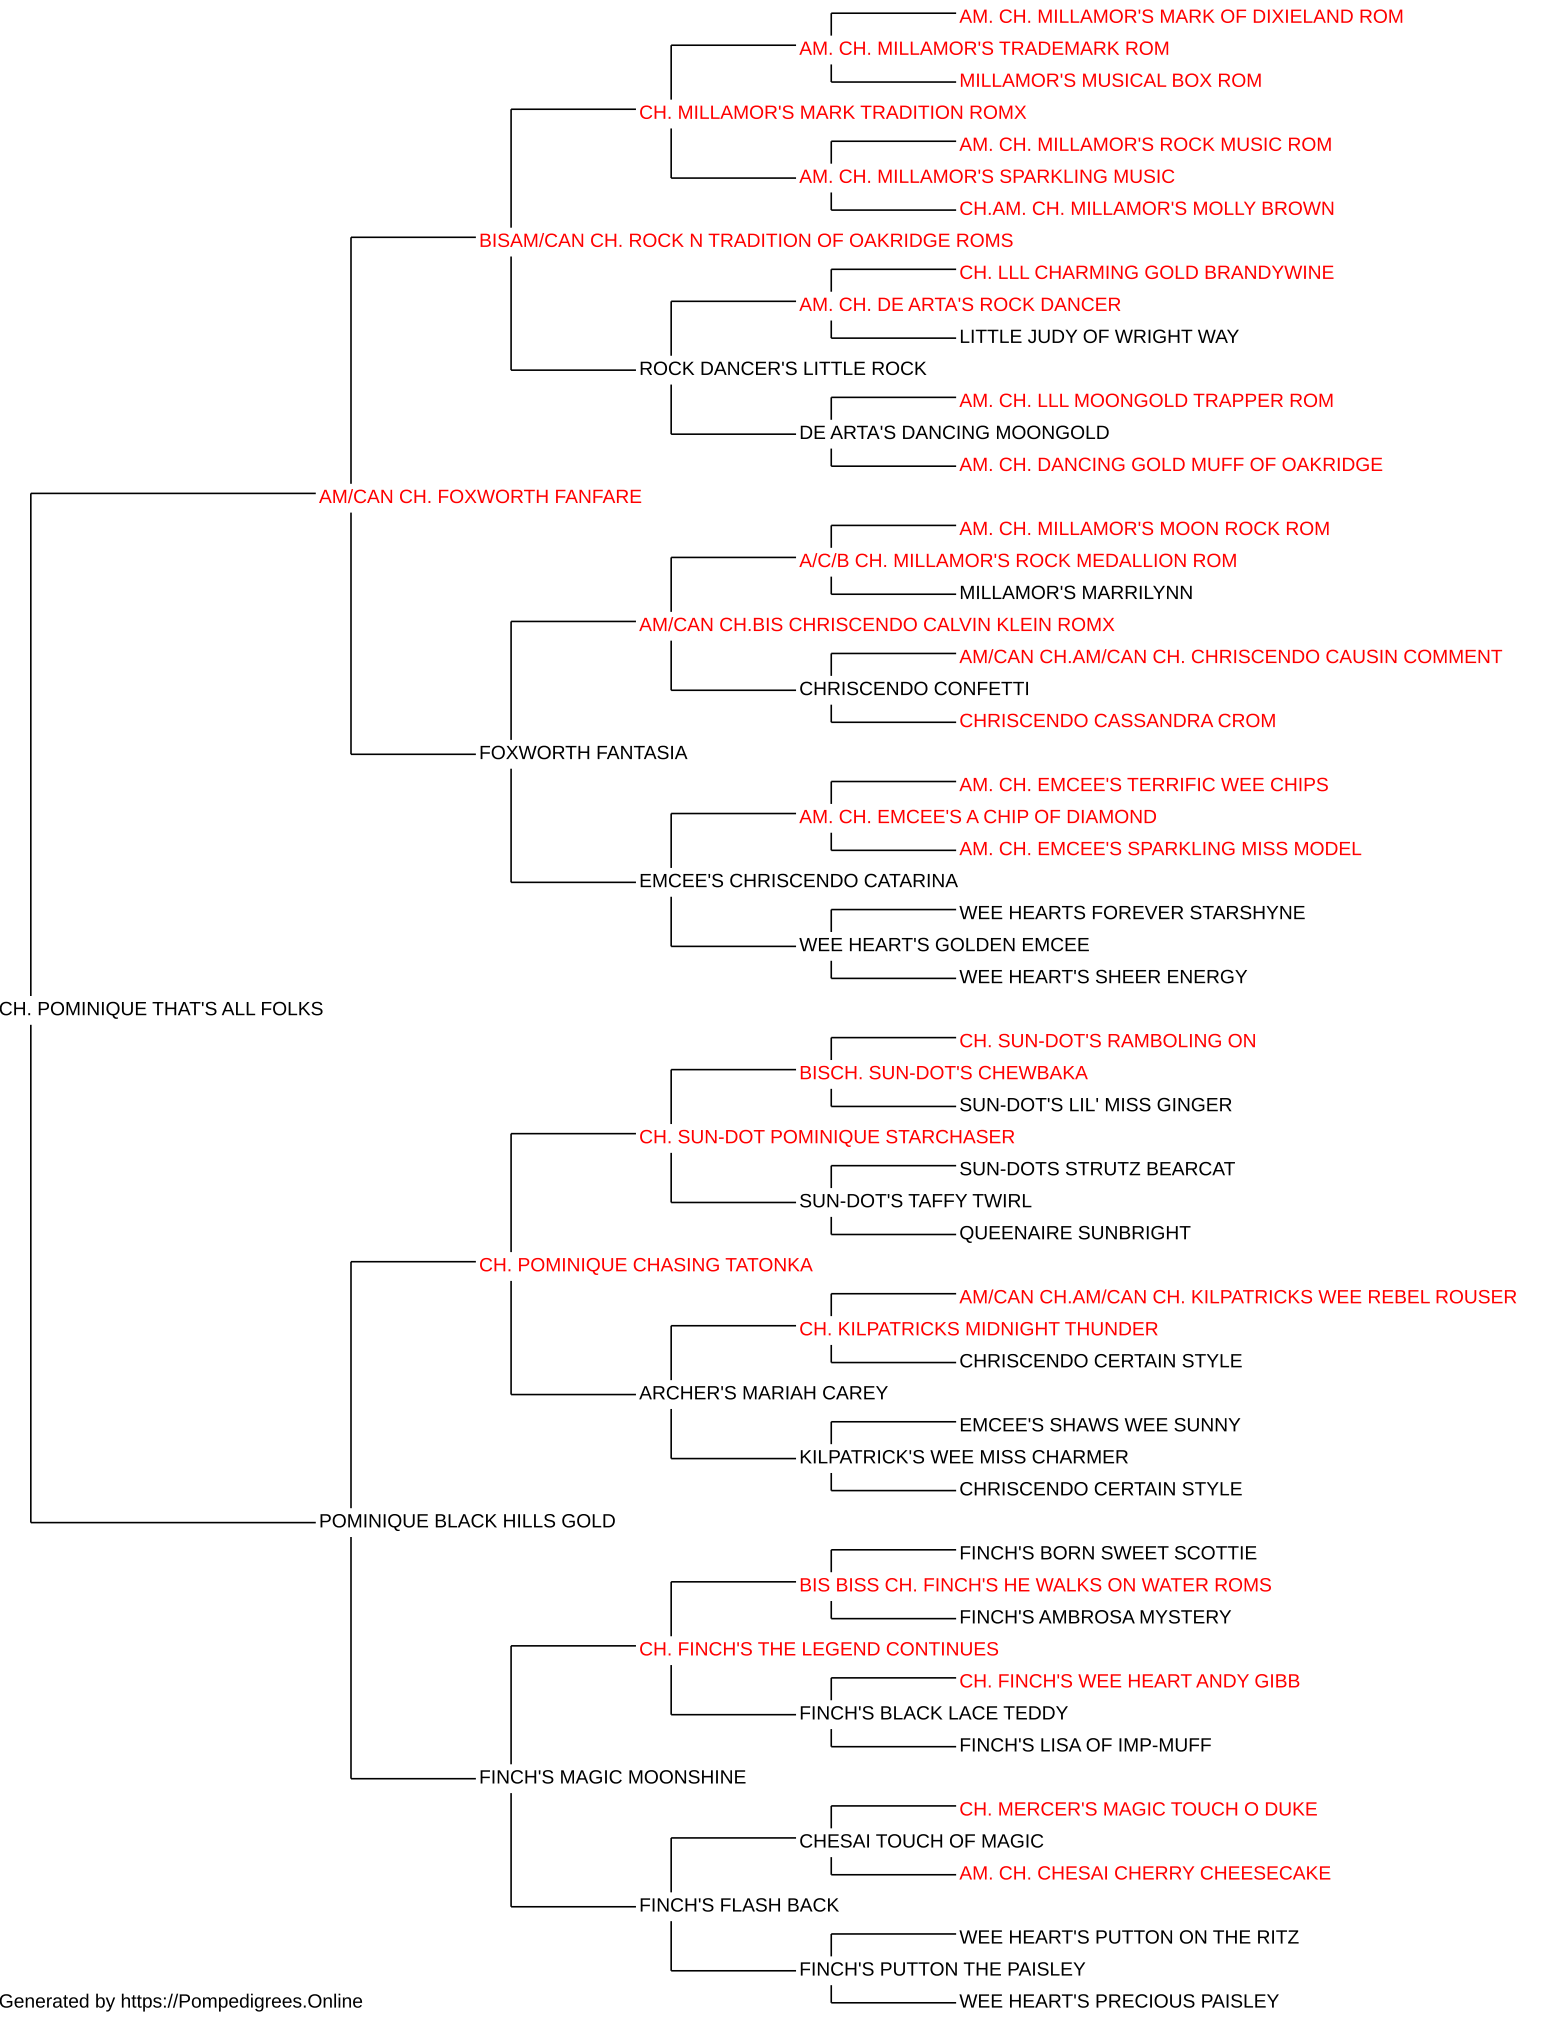 AM. CH. MILLAMOR'S MARK OF DIXIELAND ROM
AM. CH. MILLAMOR'S TRADEMARK ROM
MILLAMOR'S MUSICAL BOX ROM
CH. MILLAMOR'S MARK TRADITION ROMX
AM. CH. MILLAMOR'S ROCK MUSIC ROM
AM. CH. MILLAMOR'S SPARKLING MUSIC
CH.AM. CH. MILLAMOR'S MOLLY BROWN
BISAM/CAN CH. ROCK N TRADITION OF OAKRIDGE ROMS
CH. LLL CHARMING GOLD BRANDYWINE
AM. CH. DE ARTA'S ROCK DANCER
LITTLE JUDY OF WRIGHT WAY
ROCK DANCER'S LITTLE ROCK
AM. CH. LLL MOONGOLD TRAPPER ROM
DE ARTA'S DANCING MOONGOLD
AM. CH. DANCING GOLD MUFF OF OAKRIDGE
AM/CAN CH. FOXWORTH FANFARE
AM. CH. MILLAMOR'S MOON ROCK ROM
A/C/B CH. MILLAMOR'S ROCK MEDALLION ROM
MILLAMOR'S MARRILYNN
AM/CAN CH.BIS CHRISCENDO CALVIN KLEIN ROMX
AM/CAN CH.AM/CAN CH. CHRISCENDO CAUSIN COMMENT
CHRISCENDO CONFETTI
CHRISCENDO CASSANDRA CROM
FOXWORTH FANTASIA
AM. CH. EMCEE'S TERRIFIC WEE CHIPS
AM. CH. EMCEE'S A CHIP OF DIAMOND
AM. CH. EMCEE'S SPARKLING MISS MODEL
EMCEE'S CHRISCENDO CATARINA
WEE HEARTS FOREVER STARSHYNE
WEE HEART'S GOLDEN EMCEE
WEE HEART'S SHEER ENERGY
CH. POMINIQUE THAT'S ALL FOLKS
CH. SUN-DOT'S RAMBOLING ON
BISCH. SUN-DOT'S CHEWBAKA
SUN-DOT'S LIL' MISS GINGER
CH. SUN-DOT POMINIQUE STARCHASER
SUN-DOTS STRUTZ BEARCAT
SUN-DOT'S TAFFY TWIRL
QUEENAIRE SUNBRIGHT
CH. POMINIQUE CHASING TATONKA
AM/CAN CH.AM/CAN CH. KILPATRICKS WEE REBEL ROUSER
CH. KILPATRICKS MIDNIGHT THUNDER
CHRISCENDO CERTAIN STYLE
ARCHER'S MARIAH CAREY
EMCEE'S SHAWS WEE SUNNY
KILPATRICK'S WEE MISS CHARMER
CHRISCENDO CERTAIN STYLE
POMINIQUE BLACK HILLS GOLD
FINCH'S BORN SWEET SCOTTIE
BIS BISS CH. FINCH'S HE WALKS ON WATER ROMS
FINCH'S AMBROSA MYSTERY
CH. FINCH'S THE LEGEND CONTINUES
CH. FINCH'S WEE HEART ANDY GIBB
FINCH'S BLACK LACE TEDDY
FINCH'S LISA OF IMP-MUFF
FINCH'S MAGIC MOONSHINE
CH. MERCER'S MAGIC TOUCH O DUKE
CHESAI TOUCH OF MAGIC
AM. CH. CHESAI CHERRY CHEESECAKE
FINCH'S FLASH BACK
WEE HEART'S PUTTON ON THE RITZ
FINCH'S PUTTON THE PAISLEY
WEE HEART'S PRECIOUS PAISLEY
Generated by https://Pompedigrees.Online